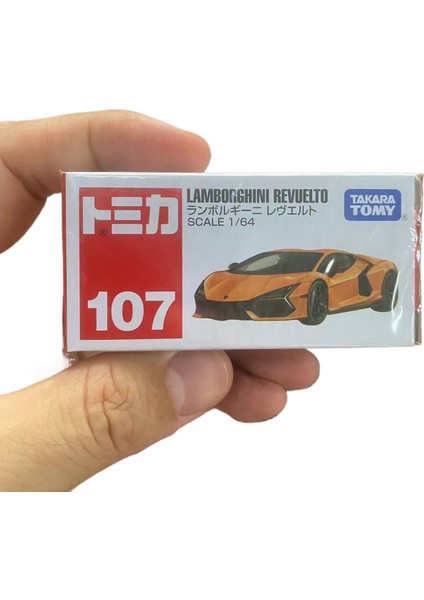 トミカ
®
107
LAMBORGHINI REVUELTO
ランボルギーニ レヴエルト
SCALE 1/64
TAKARA
TOMY
®